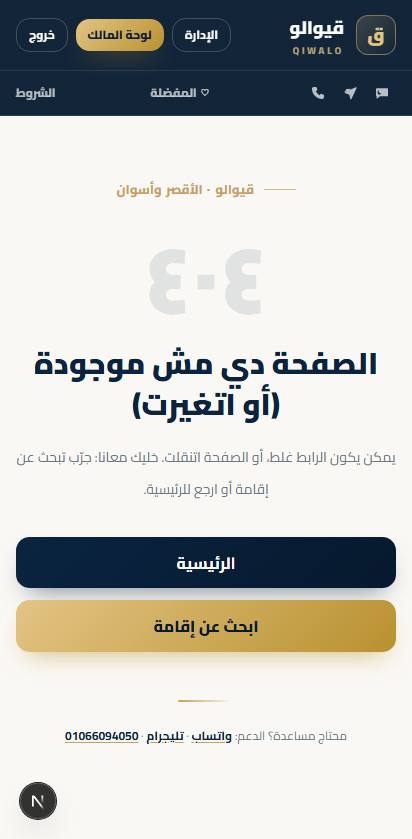 ق
قيوالو
QIWALO
الإدارة
لوحة المالك
خروج
المفضلة
الشروط
قيوالو · الأقصر وأسوان
٤٠٤
الصفحة دي مش موجودة
(أو اتغيرت)
يمكن يكون الرابط غلط، أو الصفحة اتنقلت. خليك معانا: جرّب تبحث عن
إقامة أو ارجع للرئيسية.
الرئيسية
ابحث عن إقامة
محتاج مساعدة؟ الدعم: واتساب · تليجرام · 01066094050
N